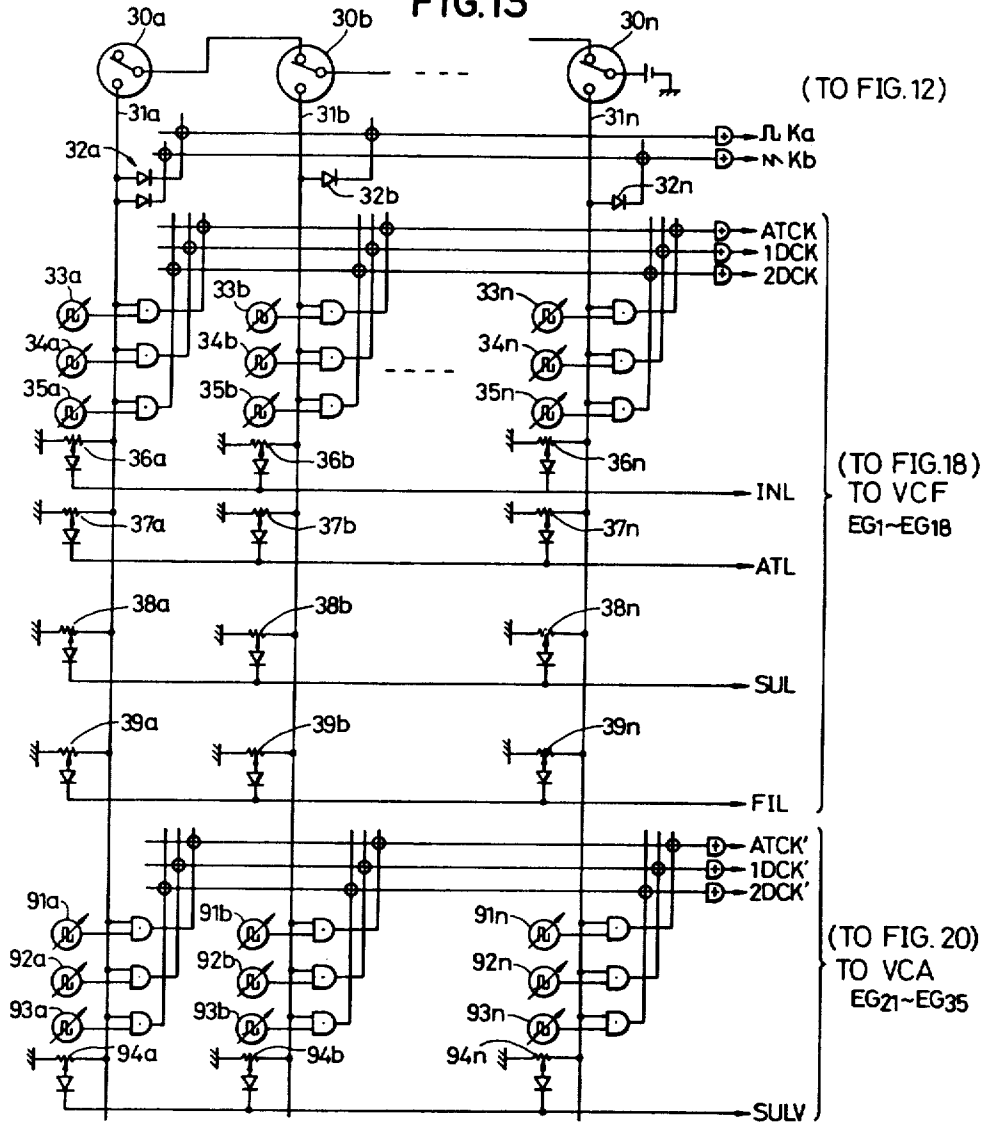 FIG.13
30a 30b 30n
(TO FIG.12)
31a 31b 31n
Ka
32a Kb
32b 32n
ATCK
1DCK
2DCK
33a 33b 33n
34a 34b 34n
35a 35b 35n
36a 36b 36n
(TO FIG.18)
TO VCF
EG1~EG18
INL
37a 37b 37n
ATL
38a 38b 38n
SUL
39a 39b 39n
FIL
ATCK'
1DCK'
2DCK'
91a 91b 91n
92a 92b 92n
(TO FIG. 20)
TO VCA
EG21~EG35
93a 93b 93n
94a 94b 94n
SULV